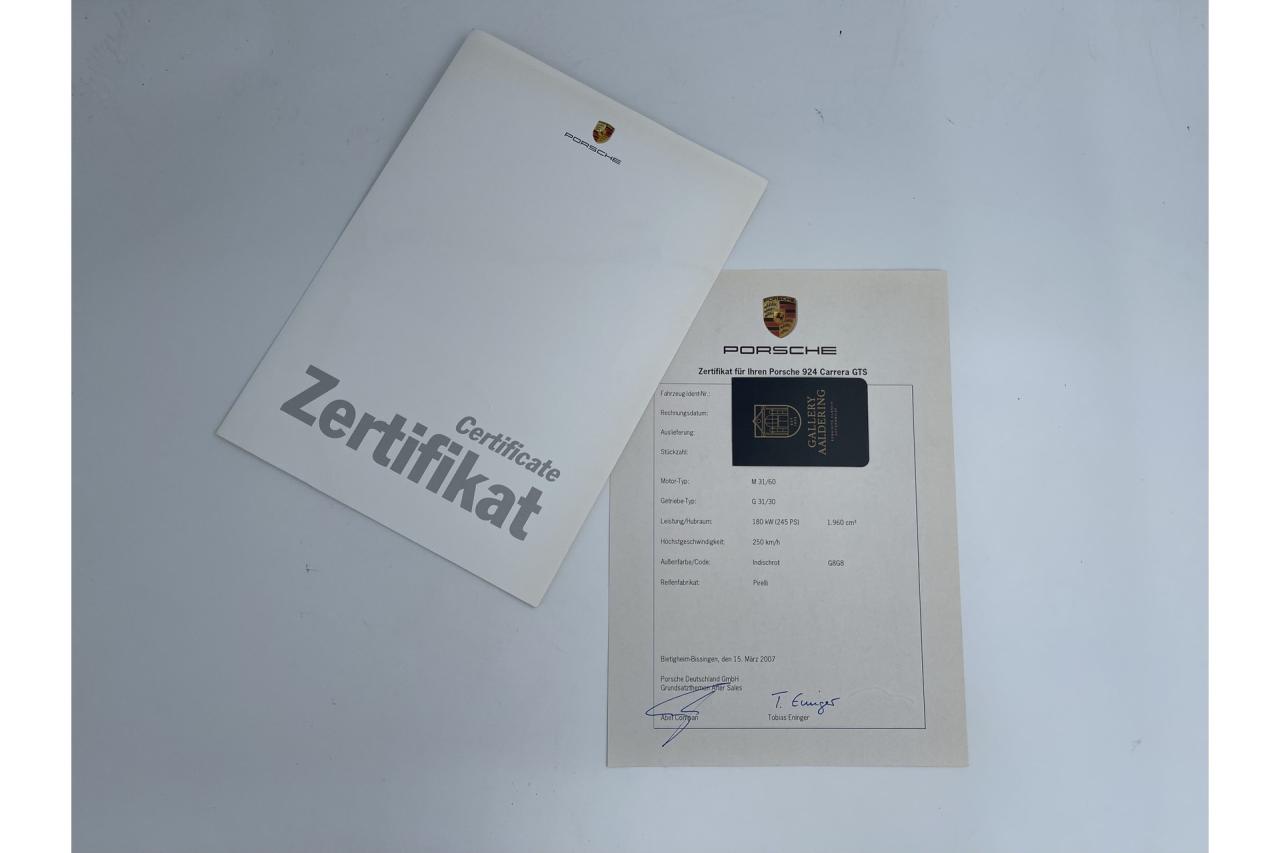 PORSCHE
Certificate
Zertifikat
PORSCHE
Zertifikat für Ihren Porsche 924 Carrera GTS
Fahrzeug-Ident-Nr.:
Rechnungsdatum:
Auslieferung:
Stückzahl:
GALLERY
AALDERING
Motor-Typ: M 31/60
Getriebe-Typ: G 31/30
Leistung/Hubraum: 180 kW (245 PS) 1.960 cm³
Höchstgeschwindigkeit: 250 km/h
Außenfarbe/Code: Indischrot G8G8
Reifenfabrikat: Pirelli
Bietigheim-Bissingen, den 15. März 2007
Porsche Deutschland GmbH
Grundsatzthemen After Sales
T. Eninger
Abel Compan
Tobias Eninger